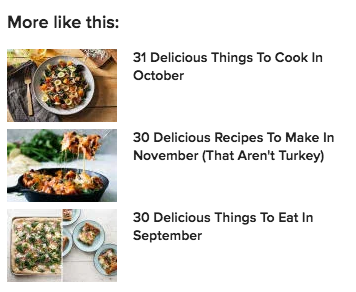 More like this:
31 Delicious Things To Cook In
October
30 Delicious Recipes To Make In
November (That Aren't Turkey)
30 Delicious Things To Eat In
September